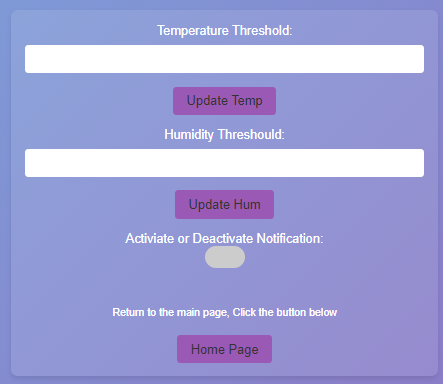 Temperature Threshold:
Update Temp
Humidity Threshould:
Update Hum
Activiate or Deactivate Notification:
Return to the main page, Click the button below
Home Page